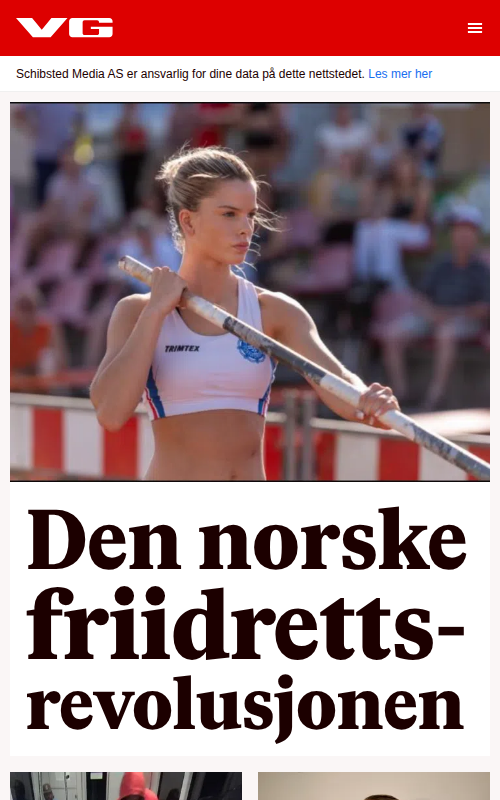 VG
Schibsted Media AS er ansvarlig for dine data på dette nettstedet. Les mer her
TRIMTEX
Den norske
friidretts-
revolusjonen